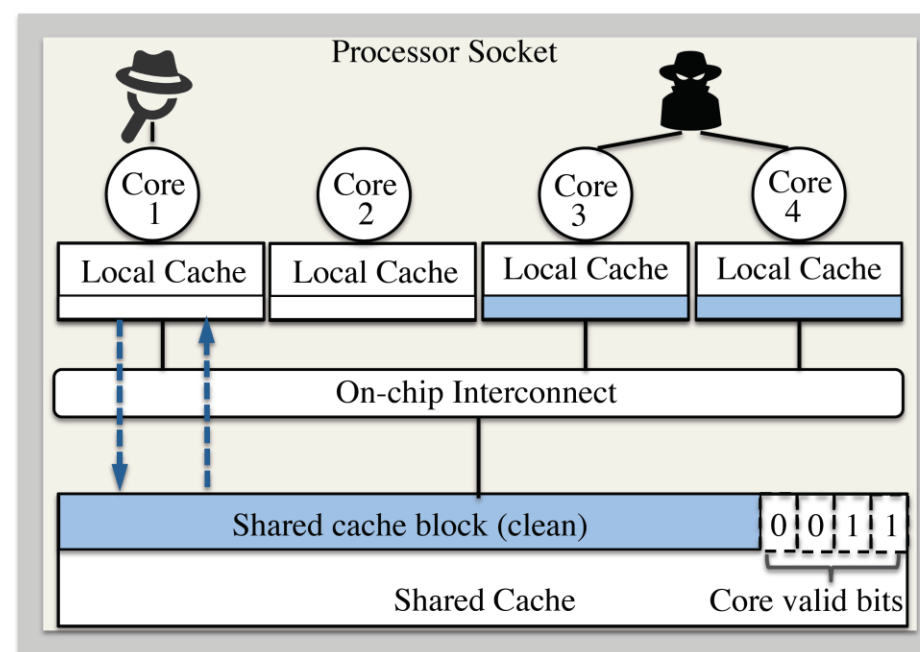 Processor Socket
Core
1
Core
2
Core
3
Core
4
Local Cache
Local Cache
Local Cache
Local Cache
On-chip Interconnect
Shared cache block (clean)
0 0 1 1
Shared Cache
Core valid bits